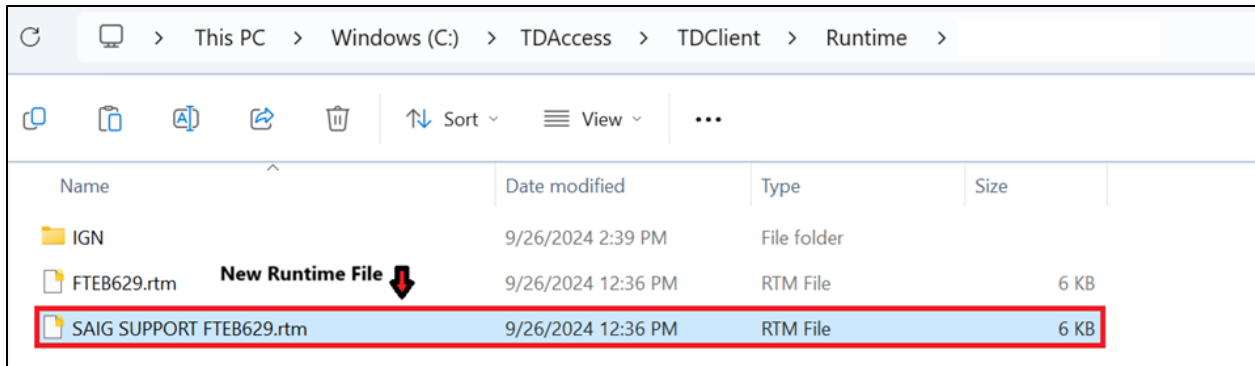 This PC > Windows (C:) > TDAccess > TDClient > Runtime >
Sort View •••
Name Date modified Type Size
IGN 9/26/2024 2:39 PM File folder
FTEB629.rtm New Runtime File 9/26/2024 12:36 PM RTM File 6 KB
SAIG SUPPORT FTEB629.rtm 9/26/2024 12:36 PM RTM File 6 KB